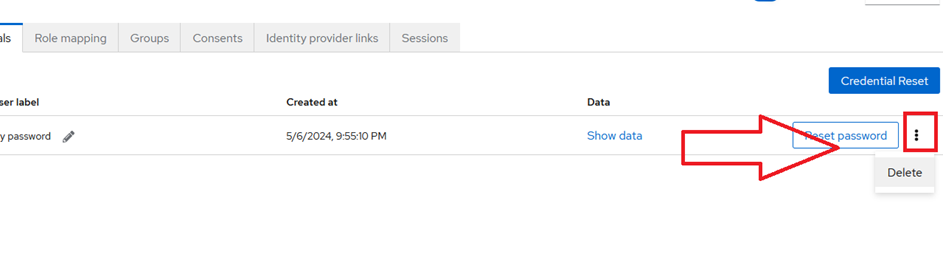 als Role mapping Groups Consents Identity provider links Sessions
Credential Reset
ser label Created at Data
y password 5/6/2024, 9:55:10 PM Show data Reset password
Delete